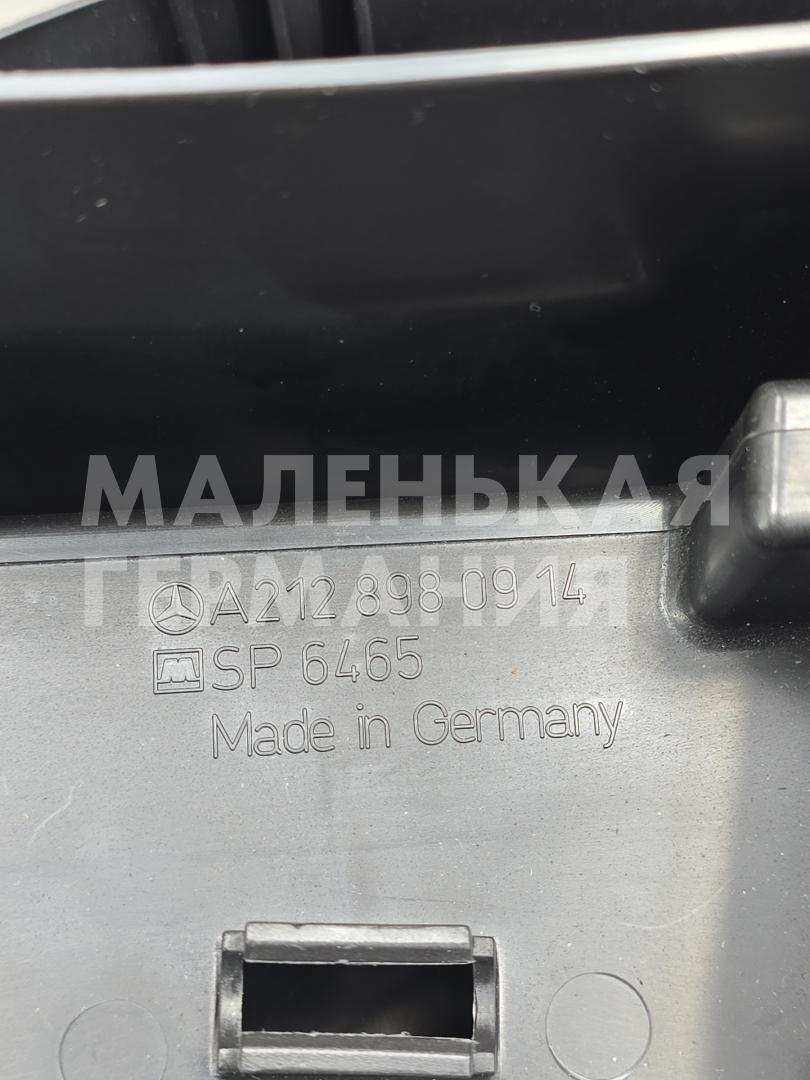 МАЛЕНЬКАЯ
ГЕРМАНИЯ
A212 898 09 14
M SP 6465
Made in Germany